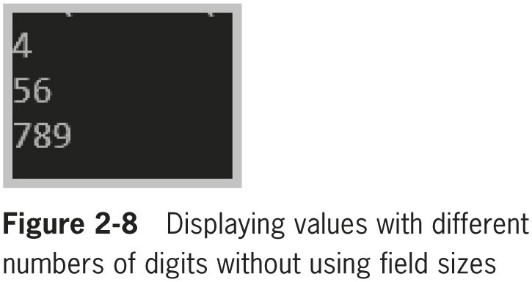 4
56
789
Figure 2-8 Displaying values with different
numbers of digits without using field sizes